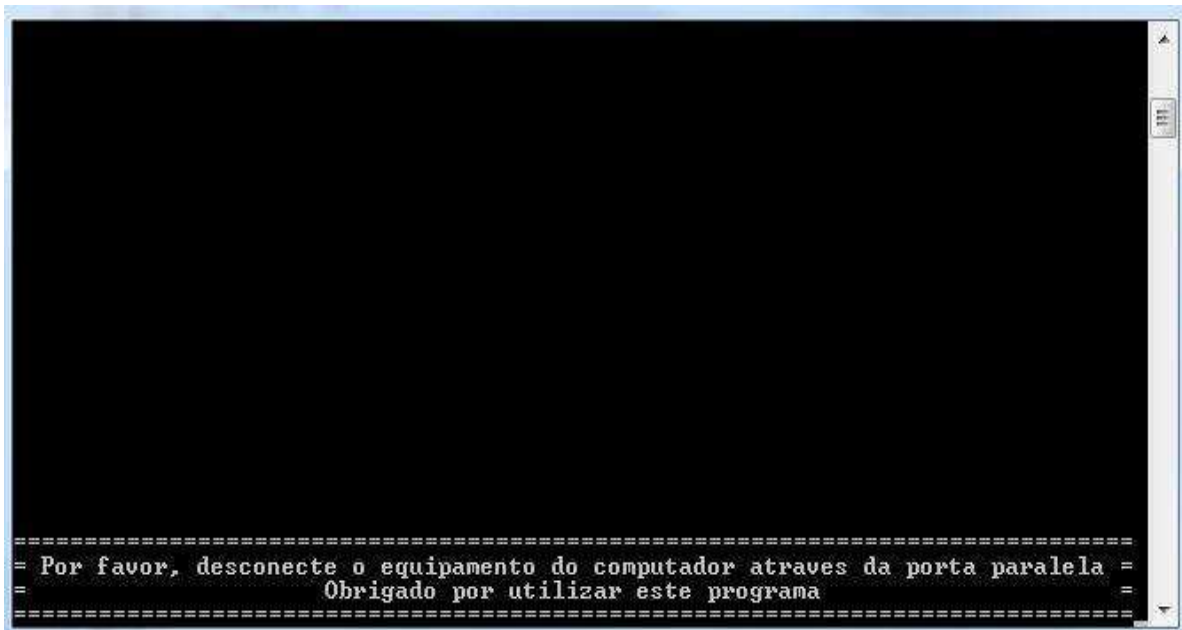 ===============================================================================
= Por favor, desconecte o equipamento do computador atraves da porta paralela =
=                     Obrigado por utilizar este programa                     =
===============================================================================